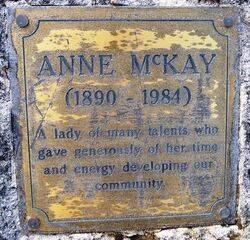 ANNE McKAY
(1890 - 1984)
A lady of many talents who
gave generously of her time
and energy developing our
community.